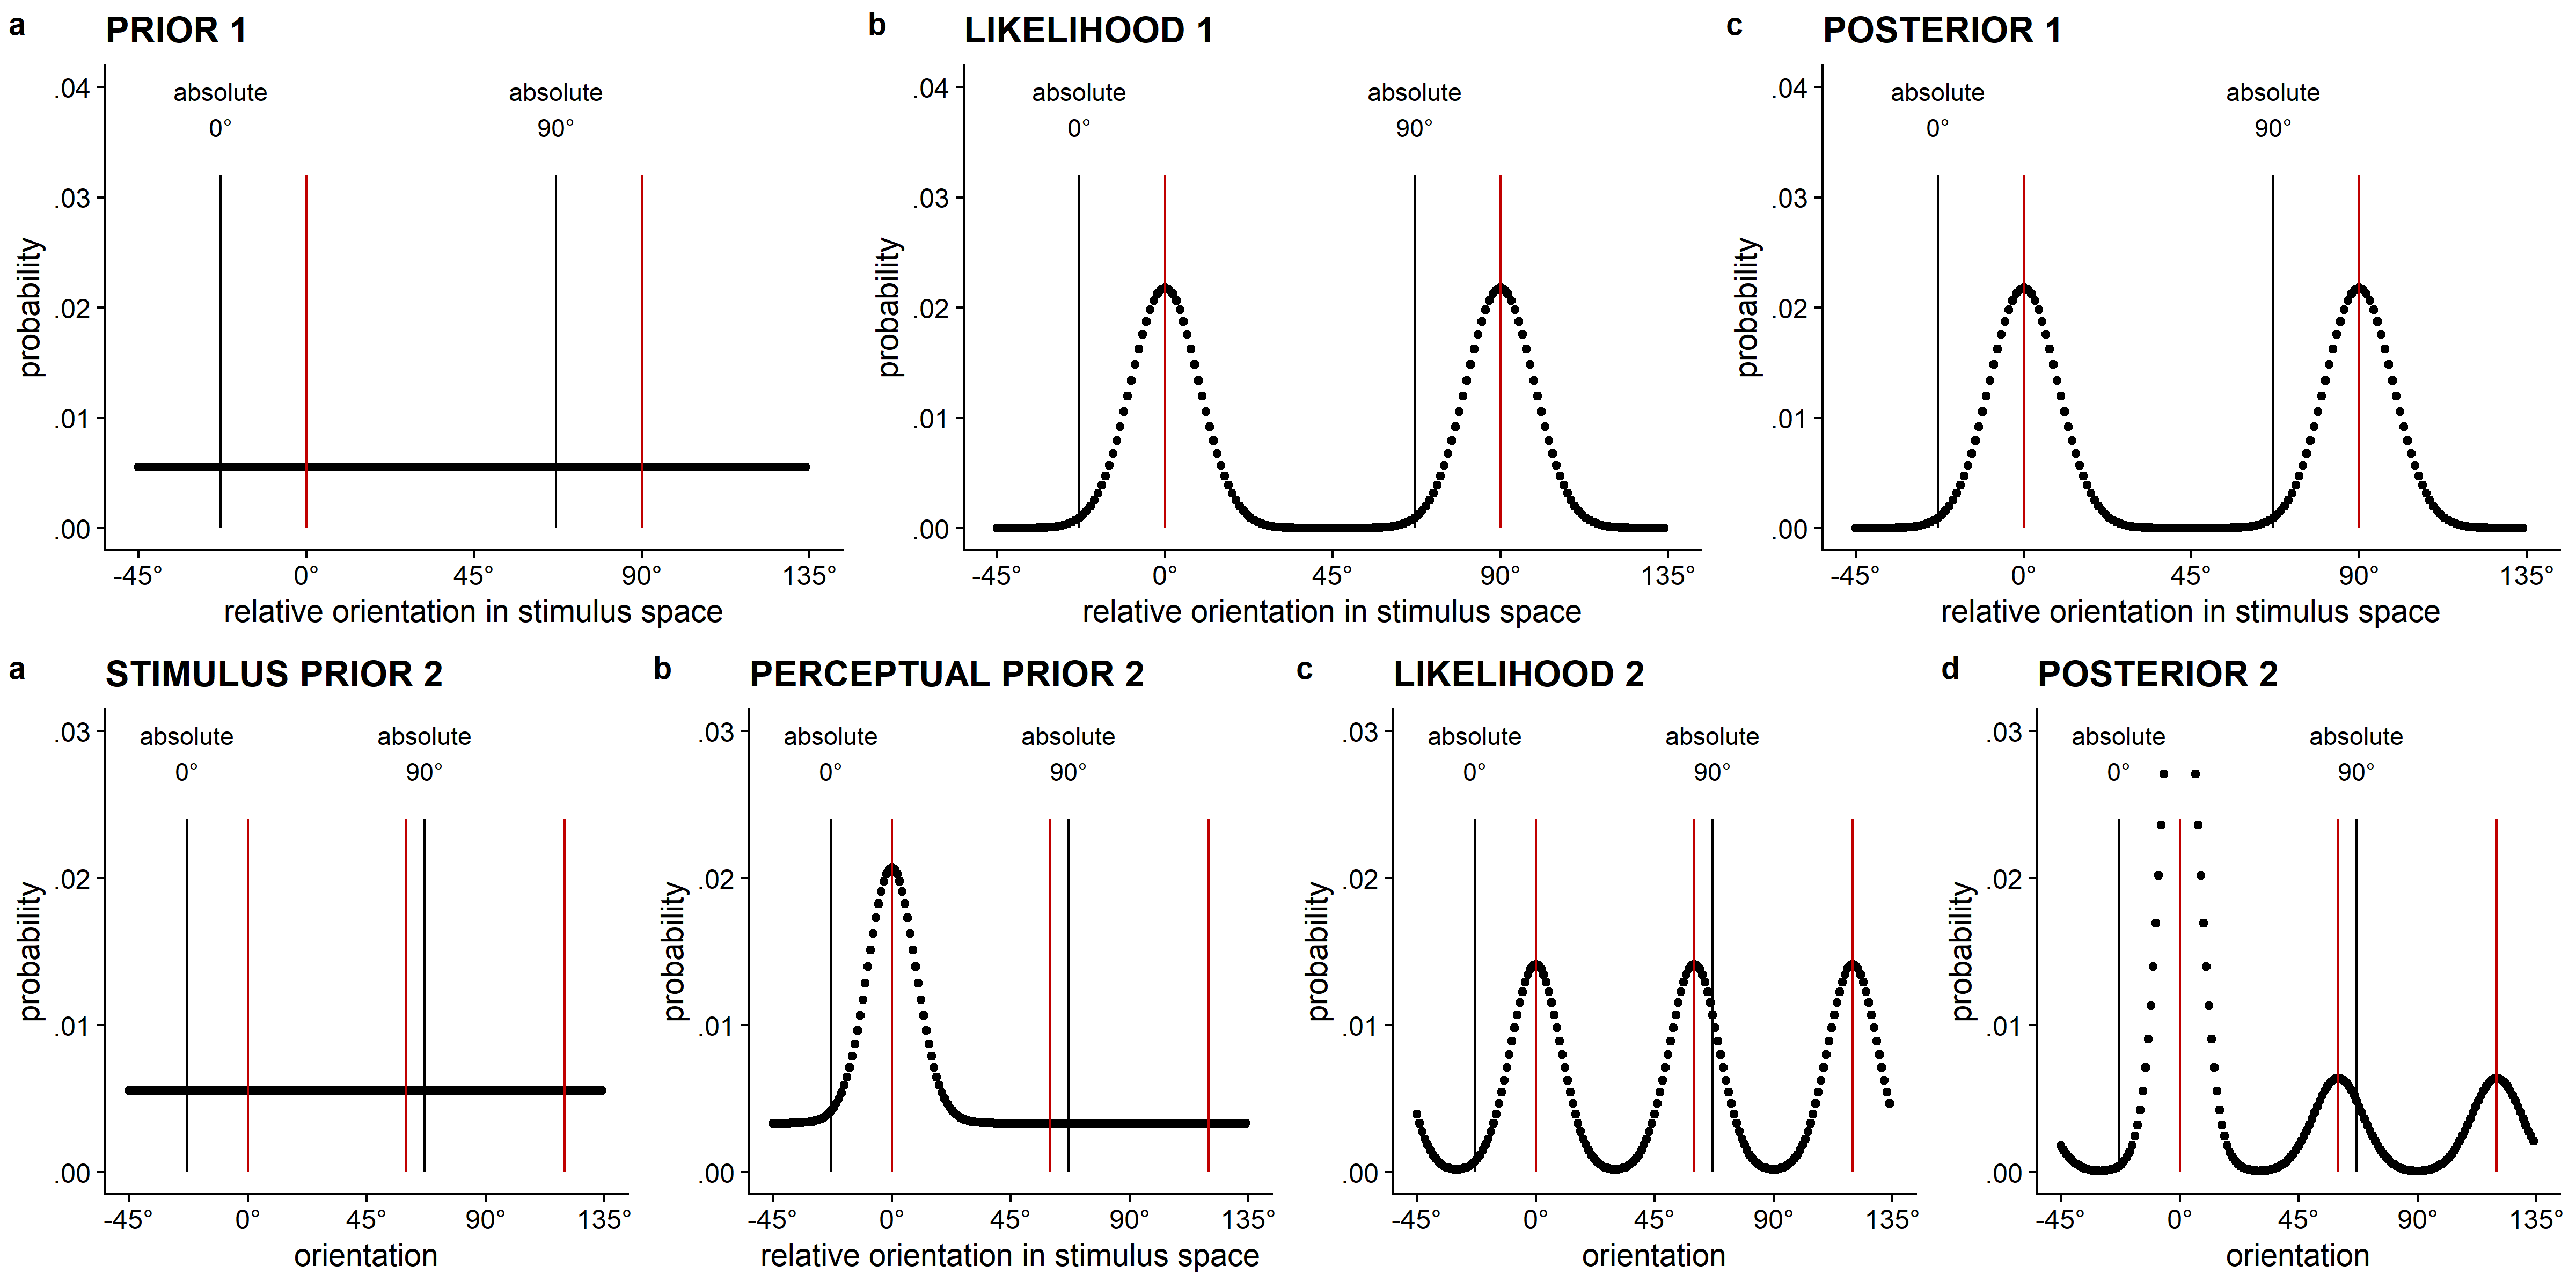 a PRIOR 1
.04
.03
.02
.01
.00
absolute absolute
0° 90°
probability
-45° 0° 45° 90° 135°
relative orientation in stimulus space
b LIKELIHOOD 1
.04
.03
.02
.01
.00
absolute absolute
0° 90°
probability
-45° 0° 45° 90° 135°
relative orientation in stimulus space
c POSTERIOR 1
.04
.03
.02
.01
.00
absolute absolute
0° 90°
probability
-45° 0° 45° 90° 135°
relative orientation in stimulus space
a STIMULUS PRIOR 2
.03
.02
.01
.00
absolute absolute
0° 90°
probability
-45° 0° 45° 90° 135°
orientation
b PERCEPTUAL PRIOR 2
.03
.02
.01
.00
absolute absolute
0° 90°
probability
-45° 0° 45° 90° 135°
relative orientation in stimulus space
c LIKELIHOOD 2
.03
.02
.01
.00
absolute absolute
0° 90°
probability
-45° 0° 45° 90° 135°
orientation
d POSTERIOR 2
.03
.02
.01
.00
absolute absolute
0° 90°
probability
-45° 0° 45° 90° 135°
orientation